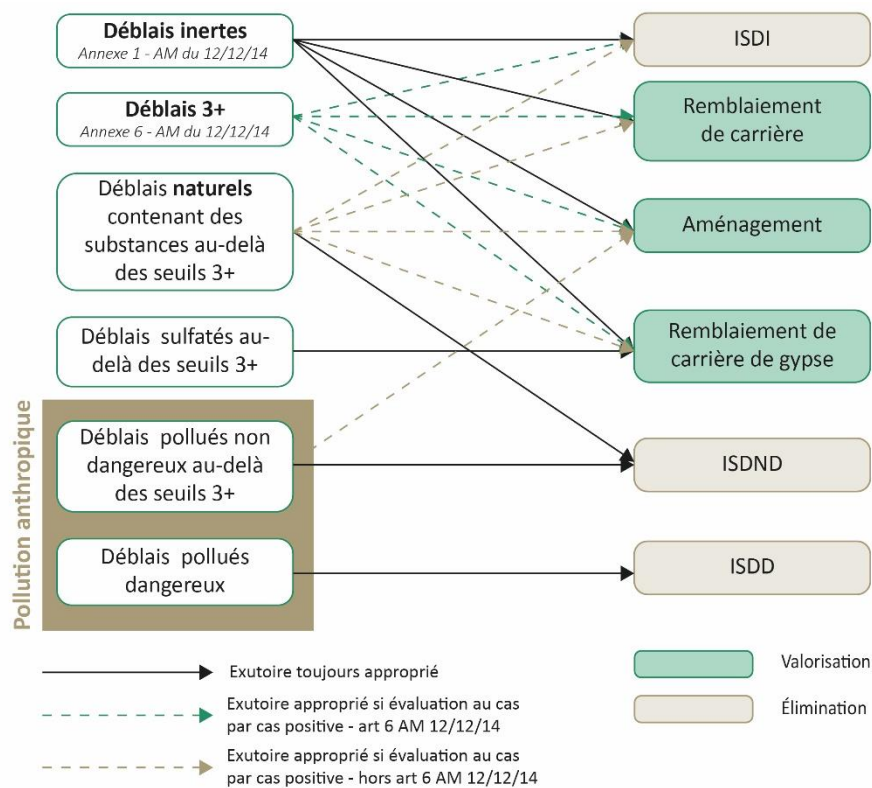 Déblais inertes
Annexe 1 - AM du 12/12/14
Déblais 3+
Annexe 6 - AM du 12/12/14
Déblais naturels
contenant des
substances au-delà
des seuils 3+
Déblais sulfatés au-
delà des seuils 3+
Pollution anthropique
Déblais pollués non
dangereux au-delà
des seuils 3+
Déblais pollués
dangereux
ISDI
Remblaiement
de carrière
Aménagement
Remblaiement de
carrière de gypse
ISDND
ISDD
Exutoire toujours approprié
Exutoire approprié si évaluation au cas
par cas positive - art 6 AM 12/12/14
Exutoire approprié si évaluation au cas
par cas positive - hors art 6 AM 12/12/14
Valorisation
Élimination